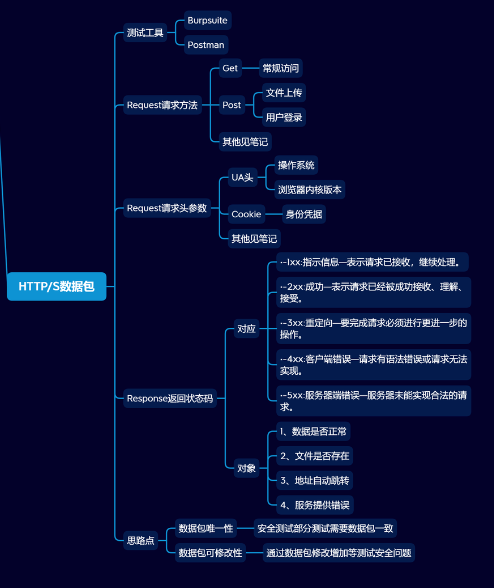 HTTP/S数据包
测试工具
Burpsuite
Postman
Request请求方法
Get
常规访问
Post
文件上传
用户登录
其他见笔记
Request请求头参数
UA头
操作系统
浏览器内核版本
Cookie
身份凭据
其他见笔记
Response返回状态码
对应
·-1xx:指示信息—表示请求已接收，继续处理。
·-2xx:成功—表示请求已经被成功接收、理解、
接受。
·-3xx:重定向—要完成请求必须进行更进一步的
操作。
·-4xx:客户端错误—请求有语法错误或请求无法
实现。
·-5xx:服务器端错误—服务器未能实现合法的请
求。
对象
1、数据是否正常
2、文件是否存在
3、地址自动跳转
4、服务提供错误
思路点
数据包唯一性
安全测试部分测试需要数据包一致
数据包可修改性
通过数据包修改增加等测试安全问题